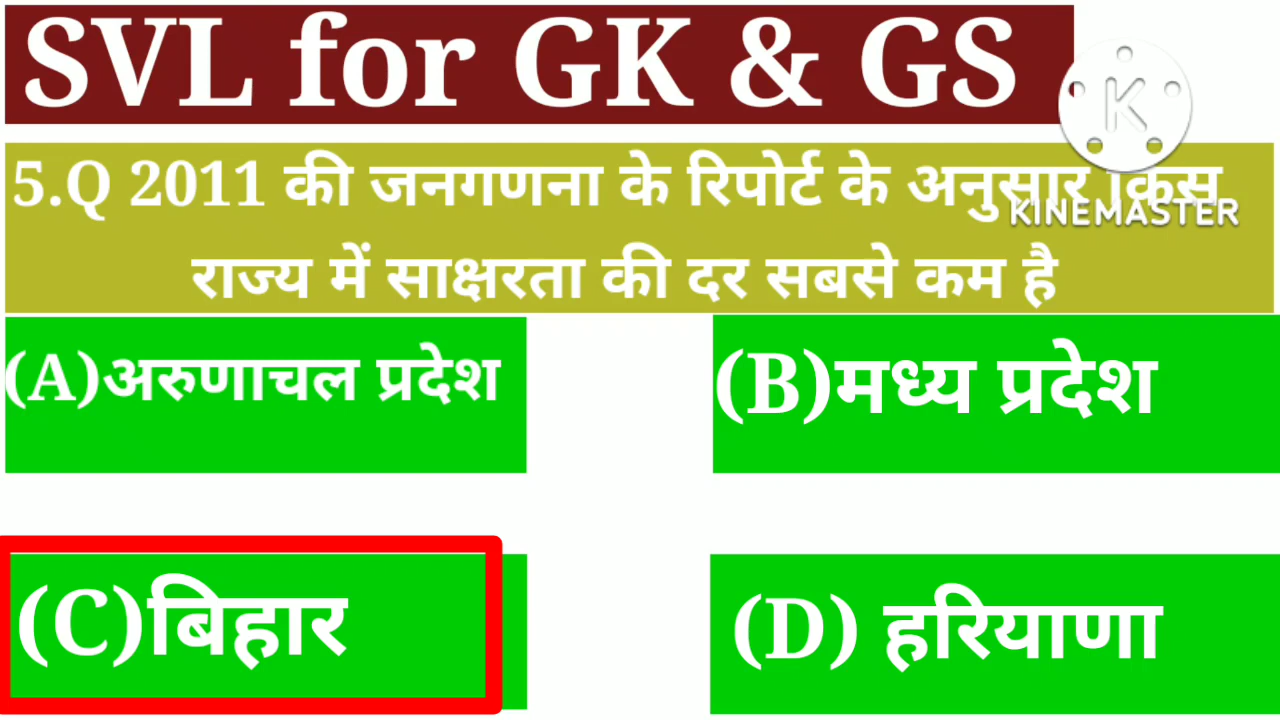 SVL for GK & GS
K
5.Q 2011 की जनगणना के रिपोर्ट के अनुसार किस
KINEMASTER
राज्य में साक्षरता की दर सबसे कम है
(A)अरुणाचल प्रदेश
(B)मध्य प्रदेश
(C)बिहार
(D) हरियाणा